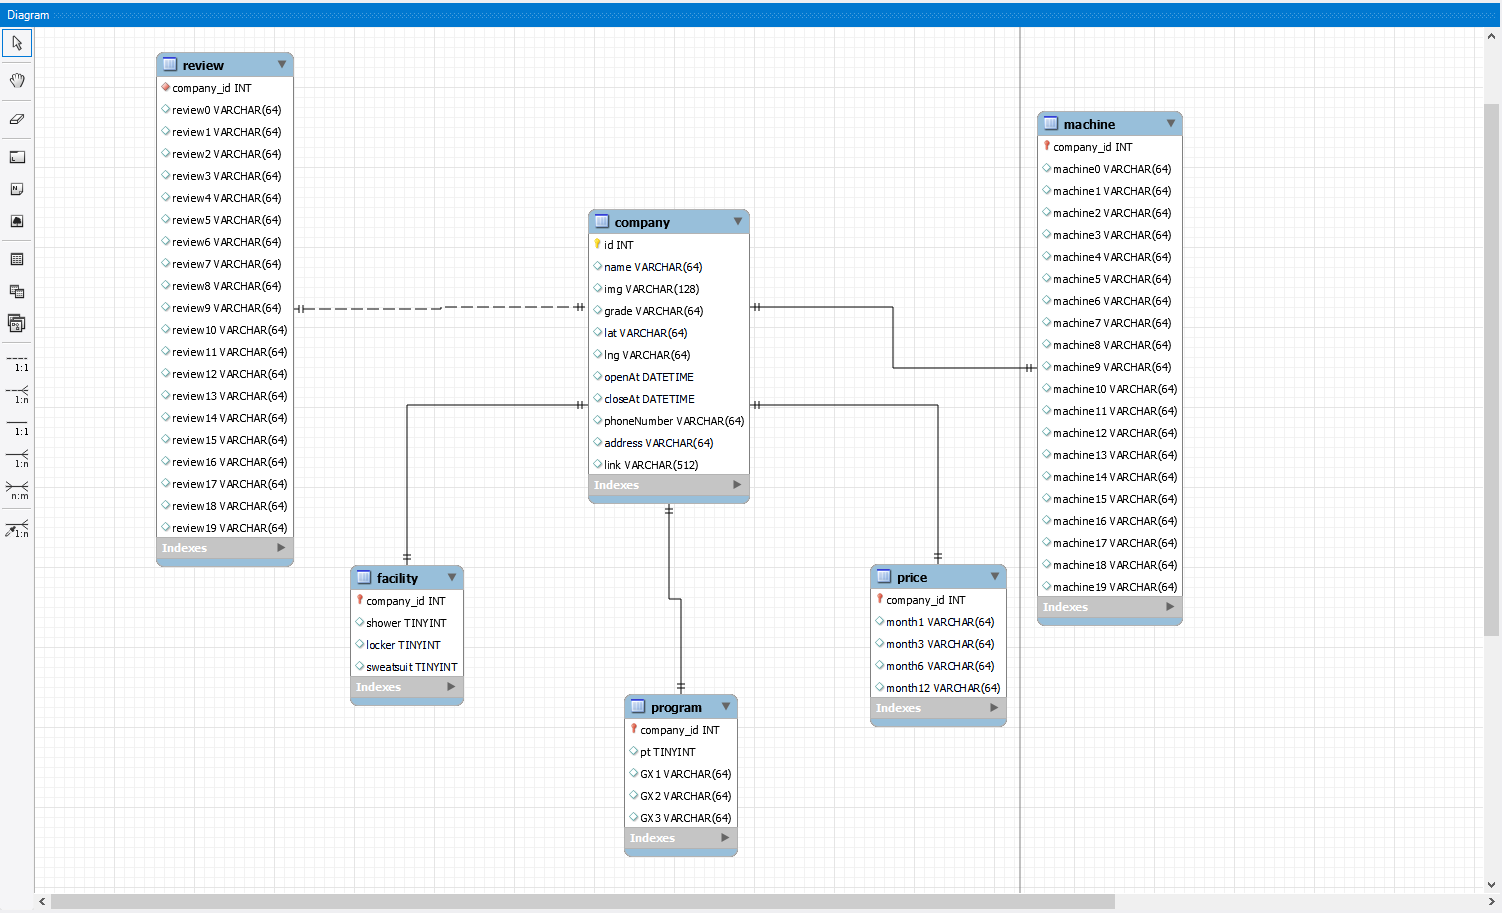 Diagram
review
company_id INT
review0 VARCHAR(64)
review1 VARCHAR(64)
review2 VARCHAR(64)
review3 VARCHAR(64)
review4 VARCHAR(64)
review5 VARCHAR(64)
review6 VARCHAR(64)
review7 VARCHAR(64)
review8 VARCHAR(64)
review9 VARCHAR(64)
review10 VARCHAR(64)
review11 VARCHAR(64)
review12 VARCHAR(64)
review13 VARCHAR(64)
review14 VARCHAR(64)
review15 VARCHAR(64)
review16 VARCHAR(64)
review17 VARCHAR(64)
review18 VARCHAR(64)
review19 VARCHAR(64)
Indexes
company
id INT
name VARCHAR(64)
img VARCHAR(128)
grade VARCHAR(64)
lat VARCHAR(64)
lng VARCHAR(64)
openAt DATETIME
closeAt DATETIME
phoneNumber VARCHAR(64)
address VARCHAR(64)
link VARCHAR(512)
Indexes
machine
company_id INT
machine0 VARCHAR(64)
machine1 VARCHAR(64)
machine2 VARCHAR(64)
machine3 VARCHAR(64)
machine4 VARCHAR(64)
machine5 VARCHAR(64)
machine6 VARCHAR(64)
machine7 VARCHAR(64)
machine8 VARCHAR(64)
machine9 VARCHAR(64)
machine10 VARCHAR(64)
machine11 VARCHAR(64)
machine12 VARCHAR(64)
machine13 VARCHAR(64)
machine14 VARCHAR(64)
machine15 VARCHAR(64)
machine16 VARCHAR(64)
machine17 VARCHAR(64)
machine18 VARCHAR(64)
machine19 VARCHAR(64)
Indexes
facility
company_id INT
shower TINYINT
locker TINYINT
sweatsuit TINYINT
Indexes
program
company_id INT
pt TINYINT
GX1 VARCHAR(64)
GX2 VARCHAR(64)
GX3 VARCHAR(64)
Indexes
price
company_id INT
month1 VARCHAR(64)
month3 VARCHAR(64)
month6 VARCHAR(64)
month12 VARCHAR(64)
Indexes
1:1
1:n
1:1
1:n
n:m
1:n